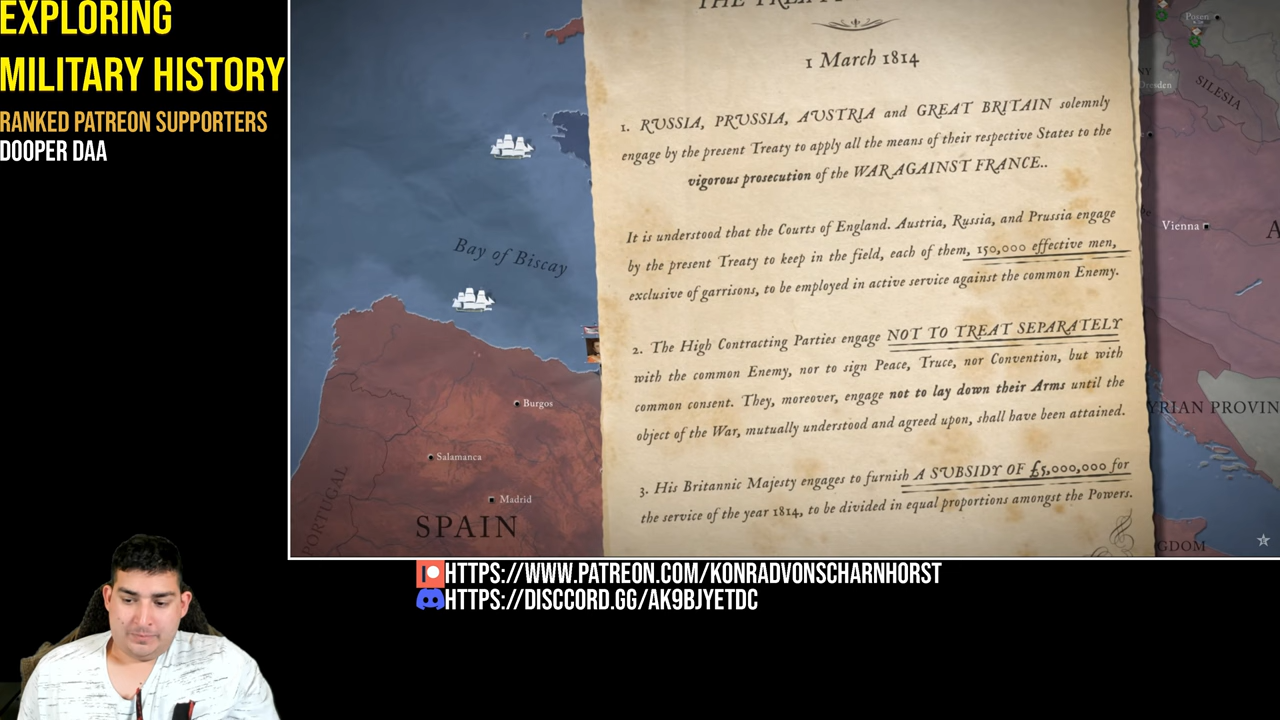 EXPLORING
MILITARY HISTORY
RANKED PATREON SUPPORTERS
DOOPER DAA
1 March 1814
1. RUSSIA, PRUSSIA, AUSTRIA and GREAT BRITAIN solemnly
engage by the present Treaty to apply all the means of their respective States to the
vigorous prosecution of the WAR AGAINST FRANCE..
It is understood that the Courts of England. Austria, Russia, and Prussia engage
by the present Treaty to keep in the field, each of them, 150,000 effective men,
exclusive of garrisons, to be employed in active service against the common Enemy.
2. The High Contracting Parties engage NOT TO TREAT SEPARATELY
with the common Enemy, nor to sign Peace, Truce, nor Convention, but with
common consent. They, moreover, engage not to lay down their Arms until the
object of the War, mutually understood and agreed upon, shall have been attained.
3. His Britannic Majesty engages to furnish A SUBSIDY OF £5,000,000 for
the service of the year 1814, to be divided in equal proportions amongst the Powers.
Bay of Biscay
Burgos
Salamanca
Madrid
PORTUGAL
SPAIN
Posen
Dresden
SILESIA
Vienna
YRIAN PROVIN
GDOM
HTTPS://WWW.PATREON.COM/KONRADVONSCHARNHORST
HTTPS://DISCCORD.GG/AK9BJYETDC